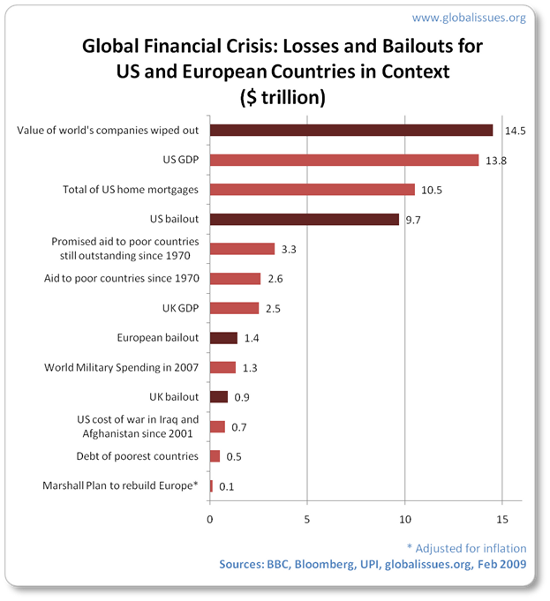 www.globalissues.org
Global Financial Crisis: Losses and Bailouts for
US and European Countries in Context
($ trillion)
Value of world's companies wiped out 14.5
US GDP 13.8
Total of US home mortgages 10.5
US bailout 9.7
Promised aid to poor countries
still outstanding since 1970 3.3
Aid to poor countries since 1970 2.6
UK GDP 2.5
European bailout 1.4
World Military Spending in 2007 1.3
UK bailout 0.9
US cost of war in Iraq and
Afghanistan since 2001 0.7
Debt of poorest countries 0.5
Marshall Plan to rebuild Europe* 0.1
0 5 10 15
* Adjusted for inflation
Sources: BBC, Bloomberg, UPI, globalissues.org, Feb 2009